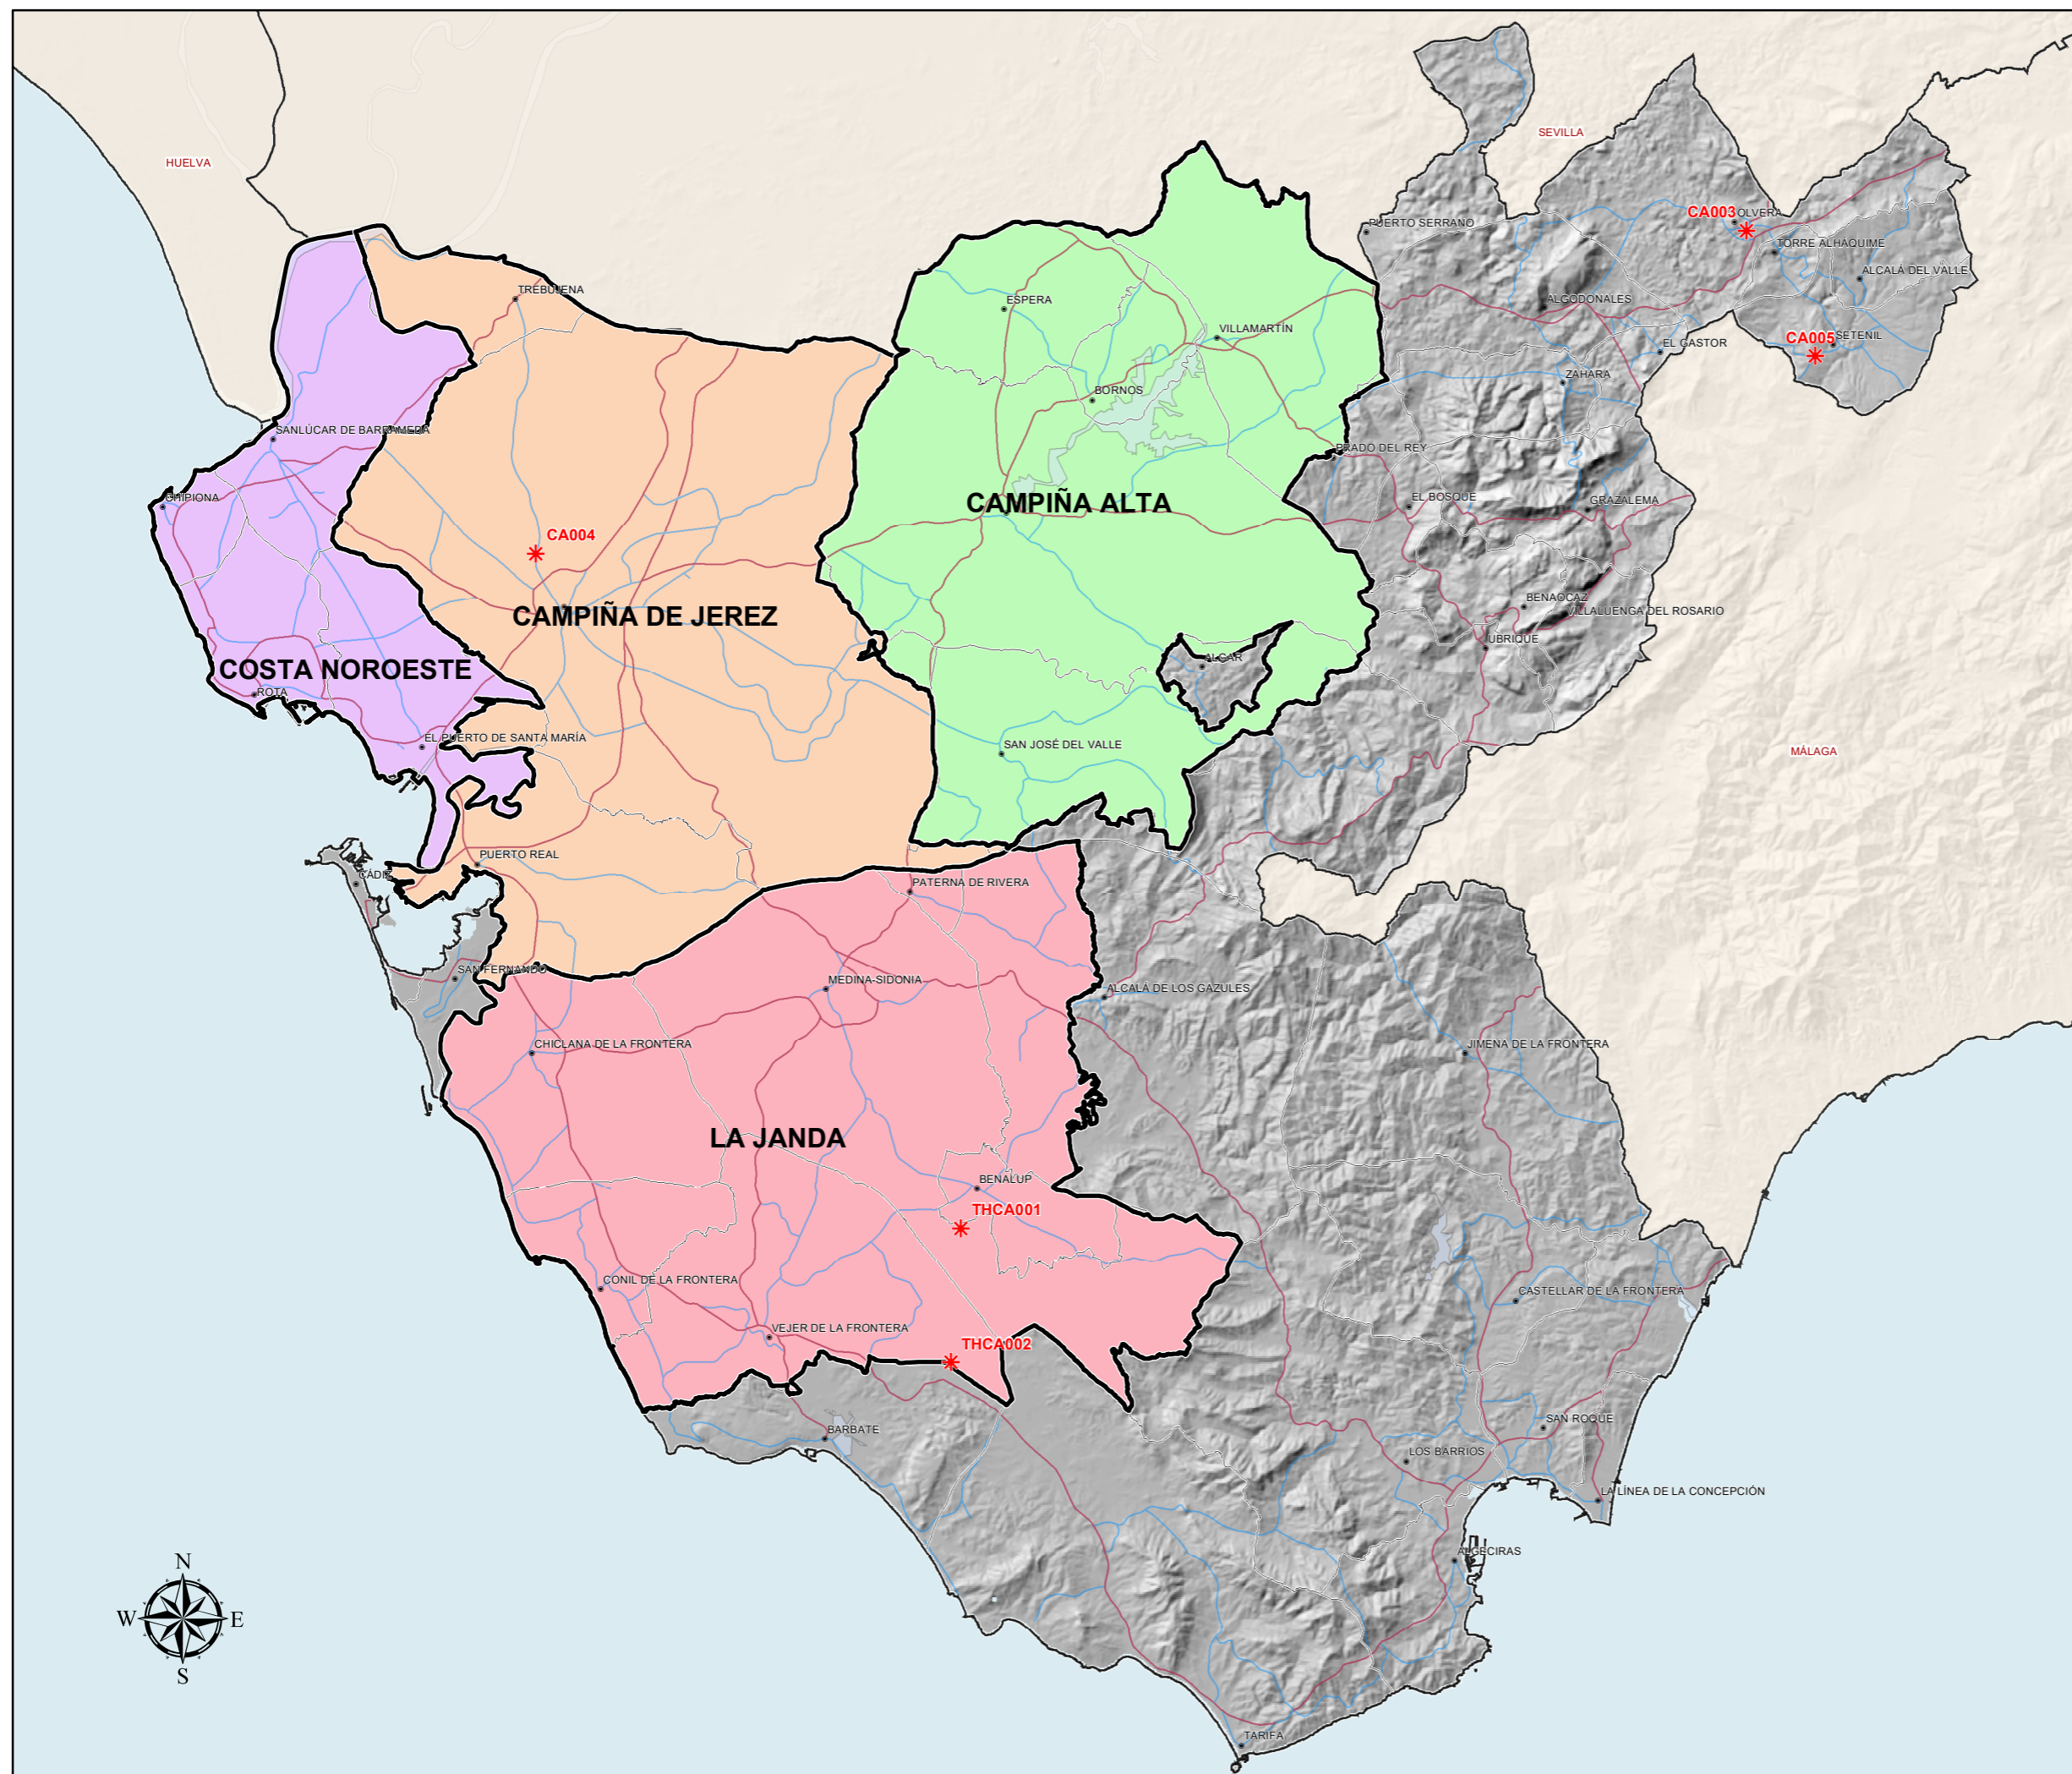 SEVILLA
HUELVA
CA003
OLVERA
PUERTO SERRANO
TORRE ALHAQUIME
ALCALÁ DEL VALLE
TREBUJENA
ESPERA
ALGODONALES
VILLAMARTÍN
CA005
SETENIL
EL GASTOR
ZAHARA
BORNOS
SANLÚCAR DE BARRAMEDA
PRADO DEL REY
CHIPIONA
EL BOSQUE
GRAZALEMA
CAMPIÑA ALTA
CA004
BENAOCAZ
VILLALUENGA DEL ROSARIO
CAMPIÑA DE JEREZ
UBRIQUE
ALGAR
COSTA NOROESTE
ROTA
EL PUERTO DE SANTA MARÍA
SAN JOSÉ DEL VALLE
MÁLAGA
PUERTO REAL
CÁDIZ
PATERNA DE RIVERA
SAN FERNANDO
MEDINA-SIDONIA
ALCALÁ DE LOS GAZULES
CHICLANA DE LA FRONTERA
JIMENA DE LA FRONTERA
LA JANDA
BENALUP
THCA001
CONIL DE LA FRONTERA
CASTELLAR DE LA FRONTERA
VEJER DE LA FRONTERA
THCA002
BARBATE
SAN ROQUE
LOS BARRIOS
LA LÍNEA DE LA CONCEPCIÓN
ALGECIRAS
N
W
E
S
TARIFA